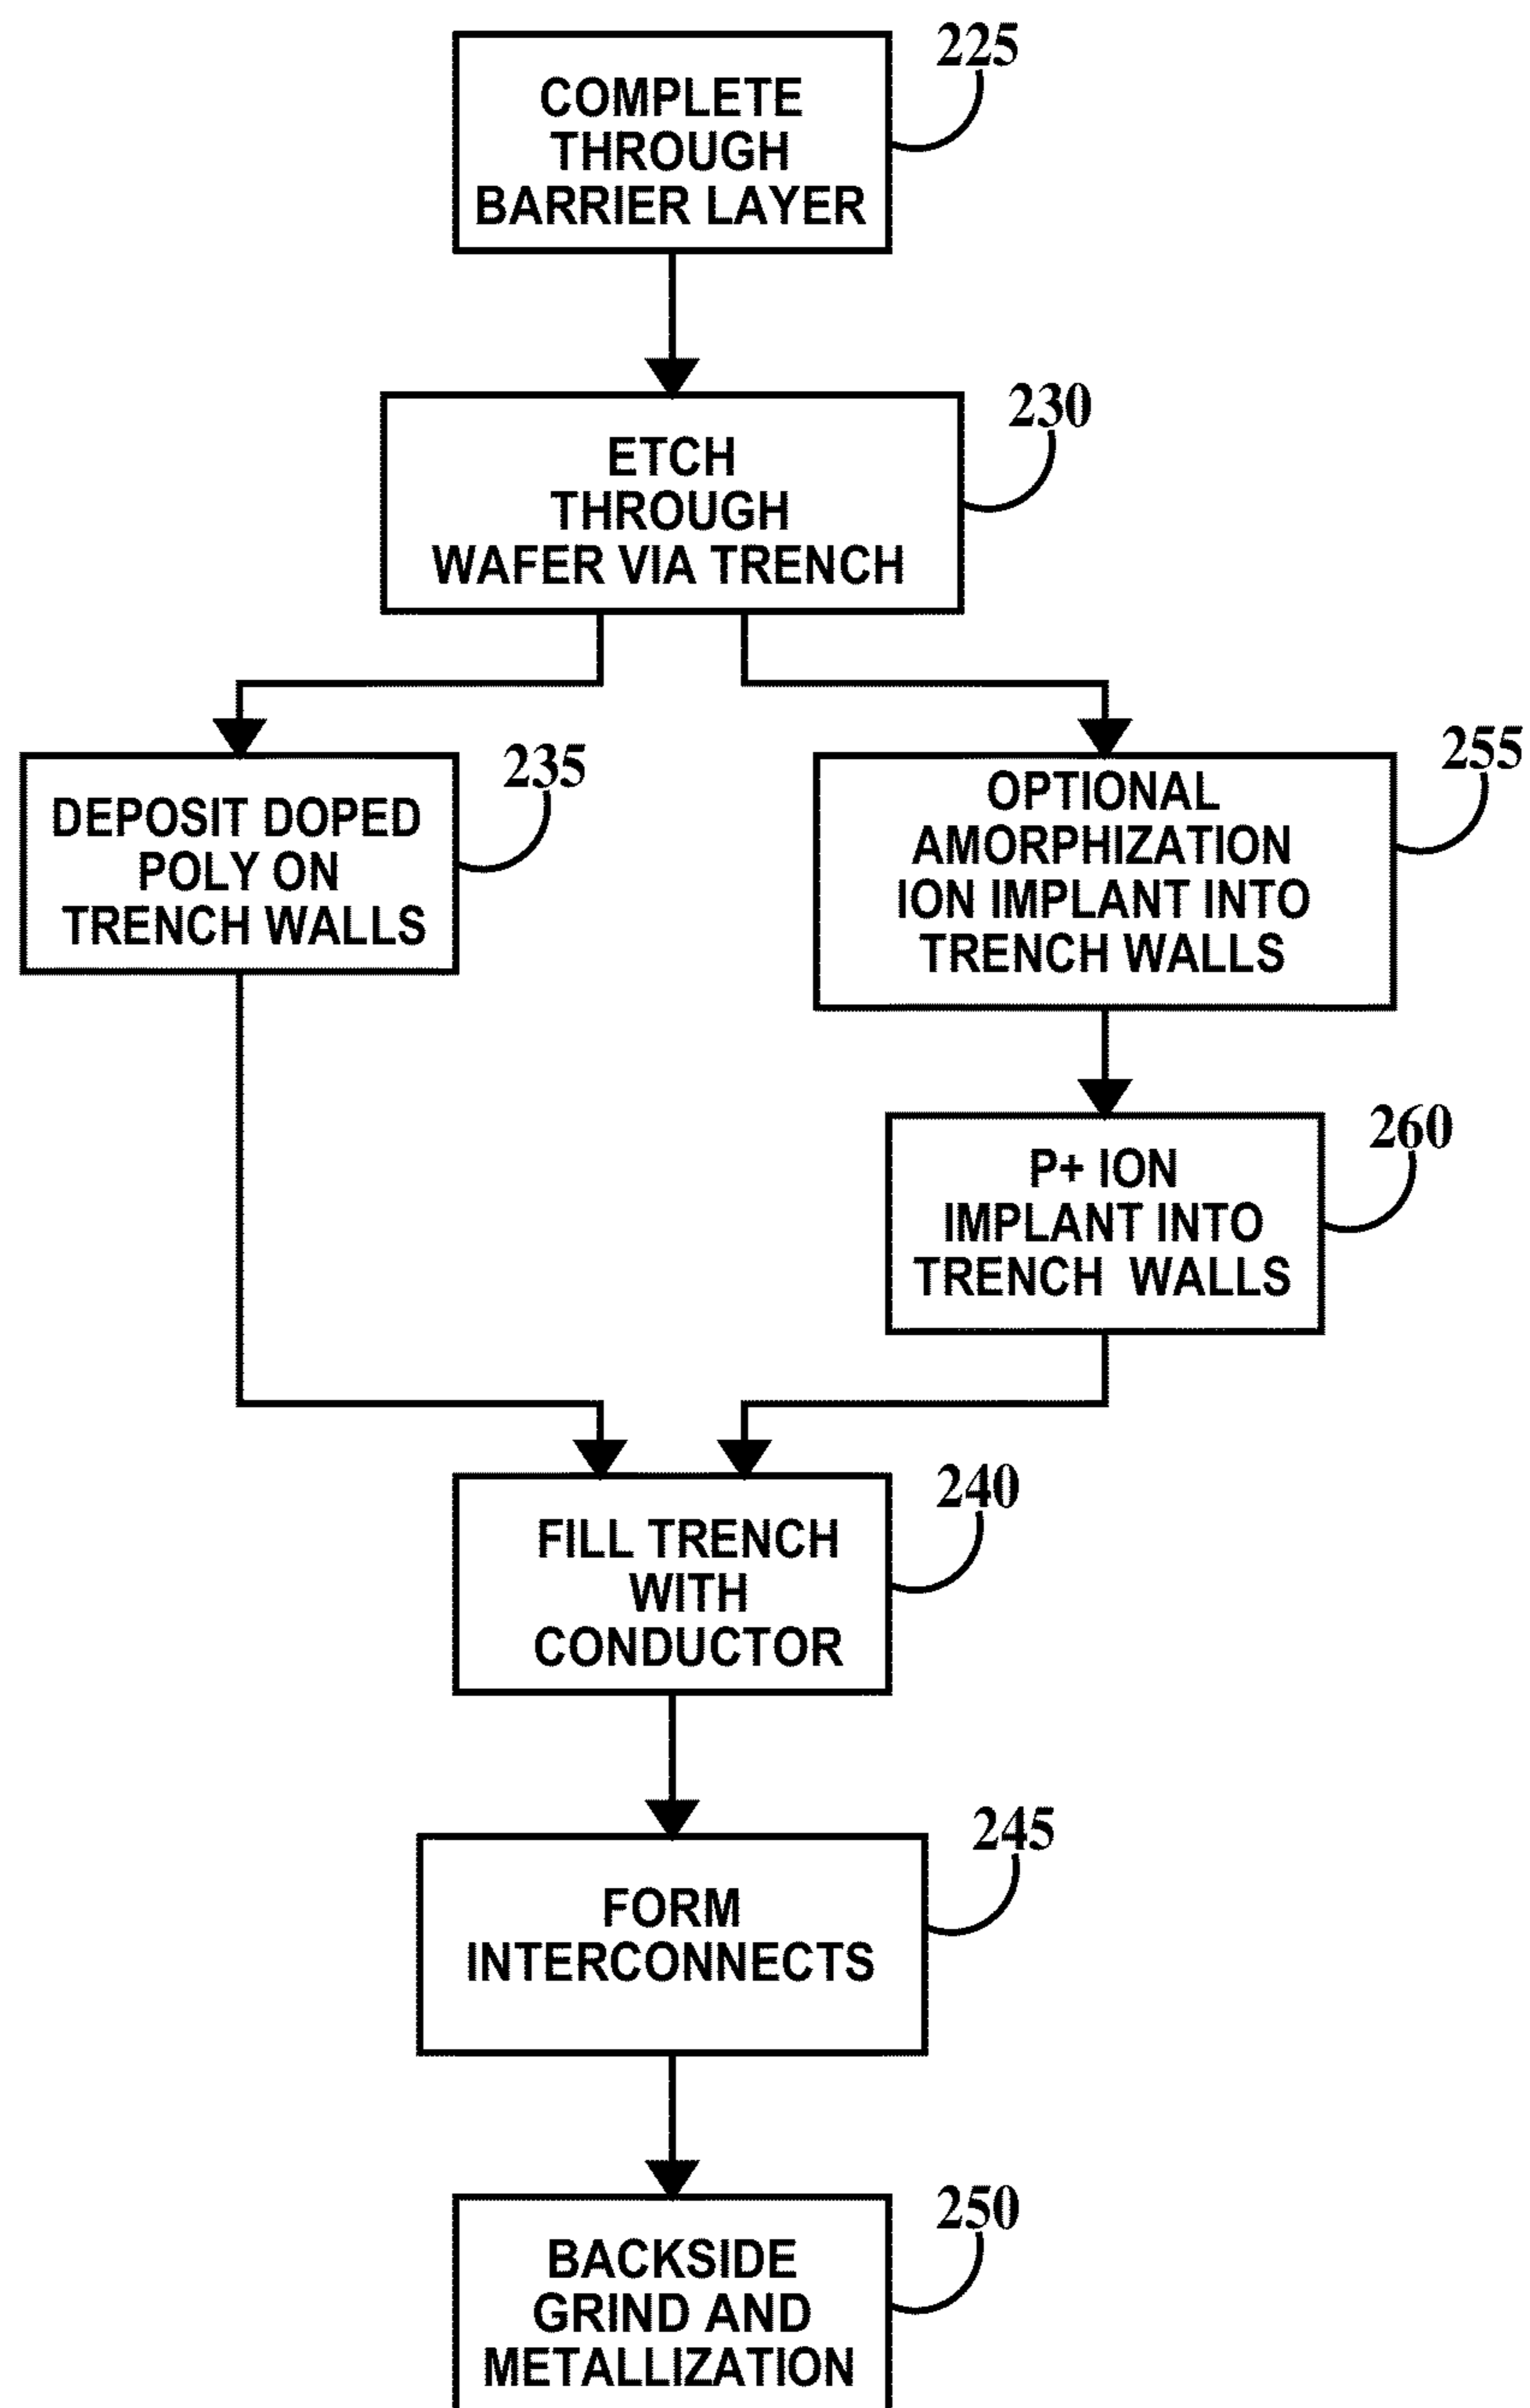 225
COMPLETE
THROUGH
BARRIER LAYER
230
ETCH
THROUGH
WAFER VIA TRENCH
235
DEPOSIT DOPED
POLY ON
TRENCH WALLS
255
OPTIONAL
AMORPHIZATION
ION IMPLANT INTO
TRENCH WALLS
260
P+ ION
IMPLANT INTO
TRENCH WALLS
240
FILL TRENCH
WITH
CONDUCTOR
245
FORM
INTERCONNECTS
250
BACKSIDE
GRIND AND
METALLIZATION